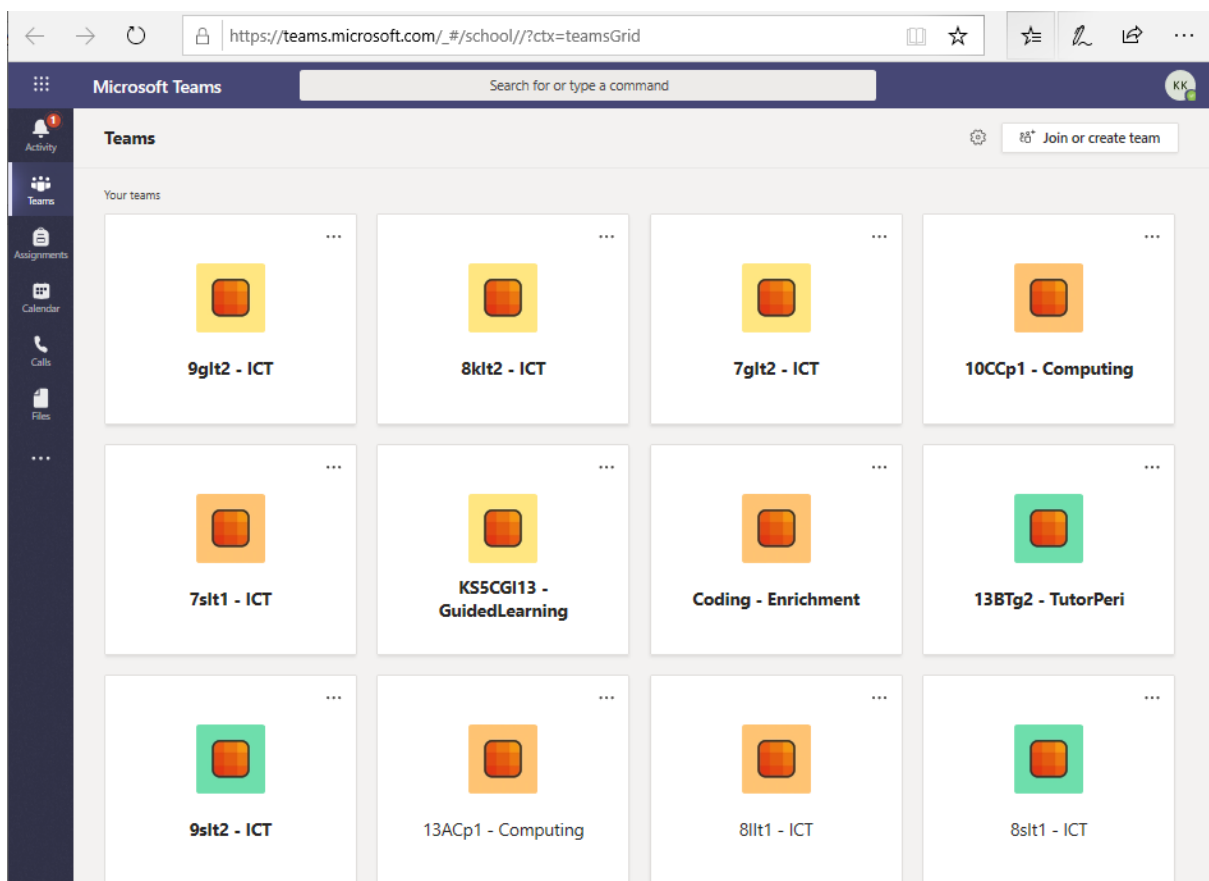 https://teams.microsoft.com/_#/school//?ctx=teamsGrid
Microsoft Teams
Search for or type a command
KK
1
Activity
Teams
Assignments
Calendar
Calls
Files
Teams
Join or create team
Your teams
9glt2 - ICT
8klt2 - ICT
7glt2 - ICT
10CCp1 - Computing
7slt1 - ICT
KS5CGl13 -
GuidedLearning
Coding - Enrichment
13BTg2 - TutorPeri
9slt2 - ICT
13ACp1 - Computing
8llt1 - ICT
8slt1 - ICT